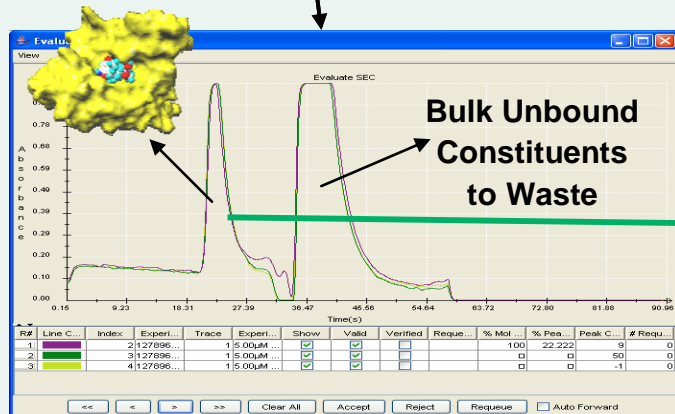 Evalua
View
Evaluate SEC
Bulk Unbound
Constituents
to Waste
Absorbance
0.78
0.68
0.59
0.49
0.39
0.29
0.20
0.10
0.00
0.15 9.23 18.31 27.39 36.47 45.56 54.64 63.72 72.80 81.88 90.96
Time(s)
R# Line C... Index Experi... Trace Experi... Show Valid Verified Reque... % Mol ... % Pea... Peak C... # Requ...
1 2 127896... 1 5.00µM ... 100 22.222 9 0
2 3 127896... 1 5.00µM ... 50 0
3 4 127896... 1 5.00µM ... -1 0
<< < > >> Clear All Accept Reject Requeue Auto Forward